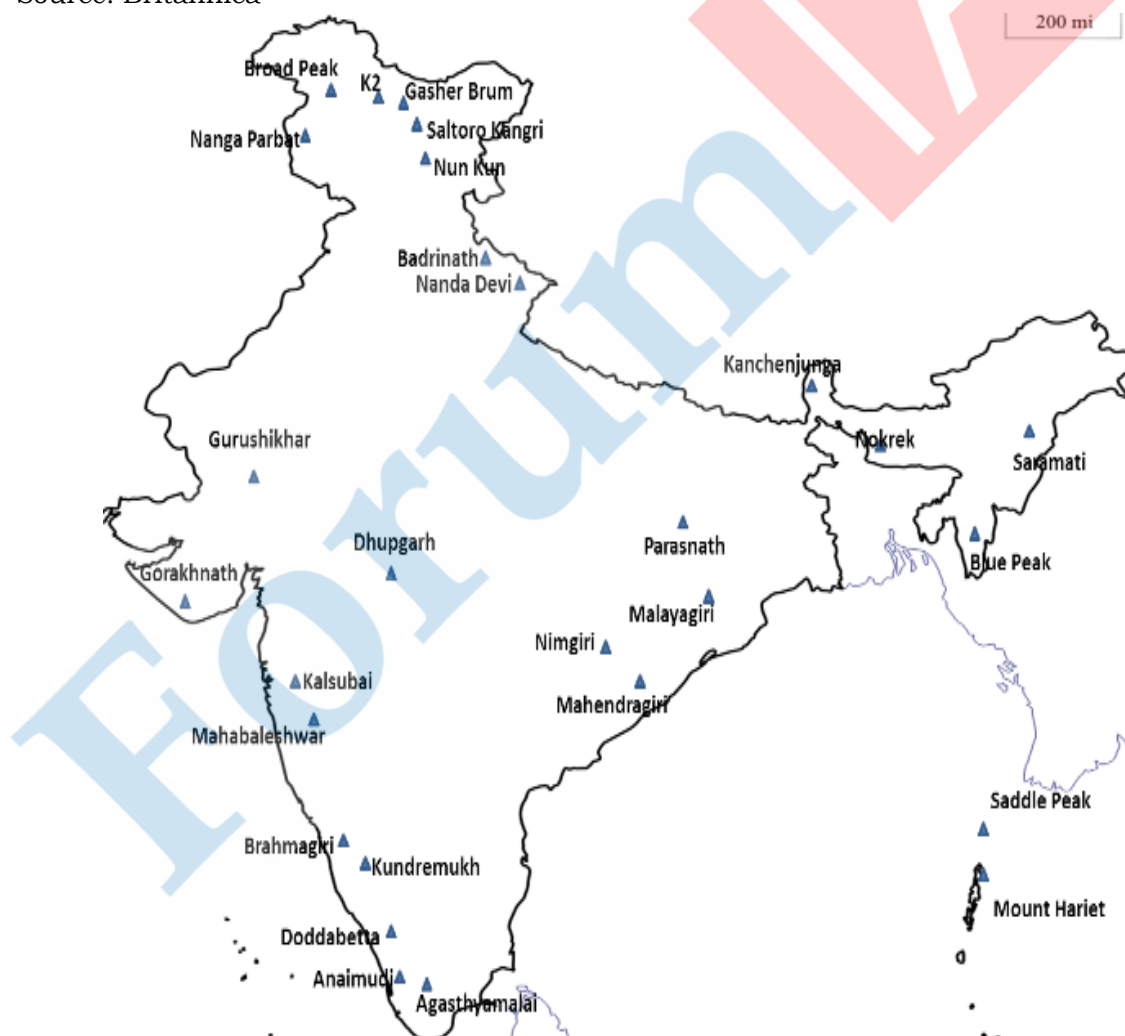 Source: Britannica
200 mi
Broad Peak
K2
Gasher Brum
Nanga Parbat
Saltoro Kangri
Nun Kun
Badrinath
Nanda Devi
Kanchenjunga
Gurushikhar
Nokrek
Saramati
Dhupgarh
Parasnath
Blue Peak
Gorakhnath
Malayagiri
Nimgiri
Kalsubai
Mahendragiri
Mahabaleshwar
Saddle Peak
Brahmagiri
Kundremukh
Mount Hariet
Doddabetta
Anaimudi
Agasthyamalai
Forum